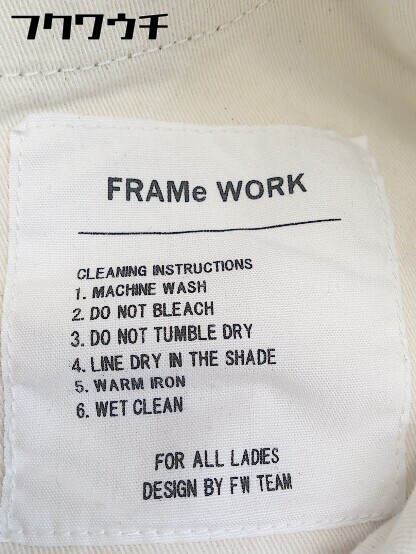 フクワウチ
FRAMe WORK
CLEANING INSTRUCTIONS
1. MACHINE WASH
2. DO NOT BLEACH
3. DO NOT TUMBLE DRY
4. LINE DRY IN THE SHADE
5. WARM IRON
6. WET CLEAN
FOR ALL LADIES
DESIGN BY FW TEAM